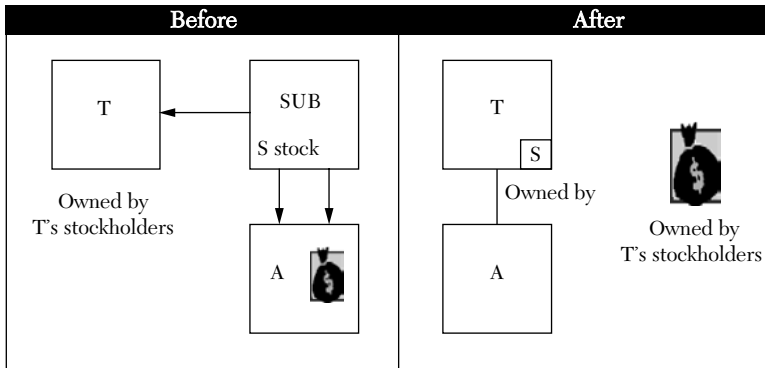 Before
T
SUB
S stock
Owned by
T's stockholders
A
$
After
T
S
Owned by
A
$
Owned by
T's stockholders